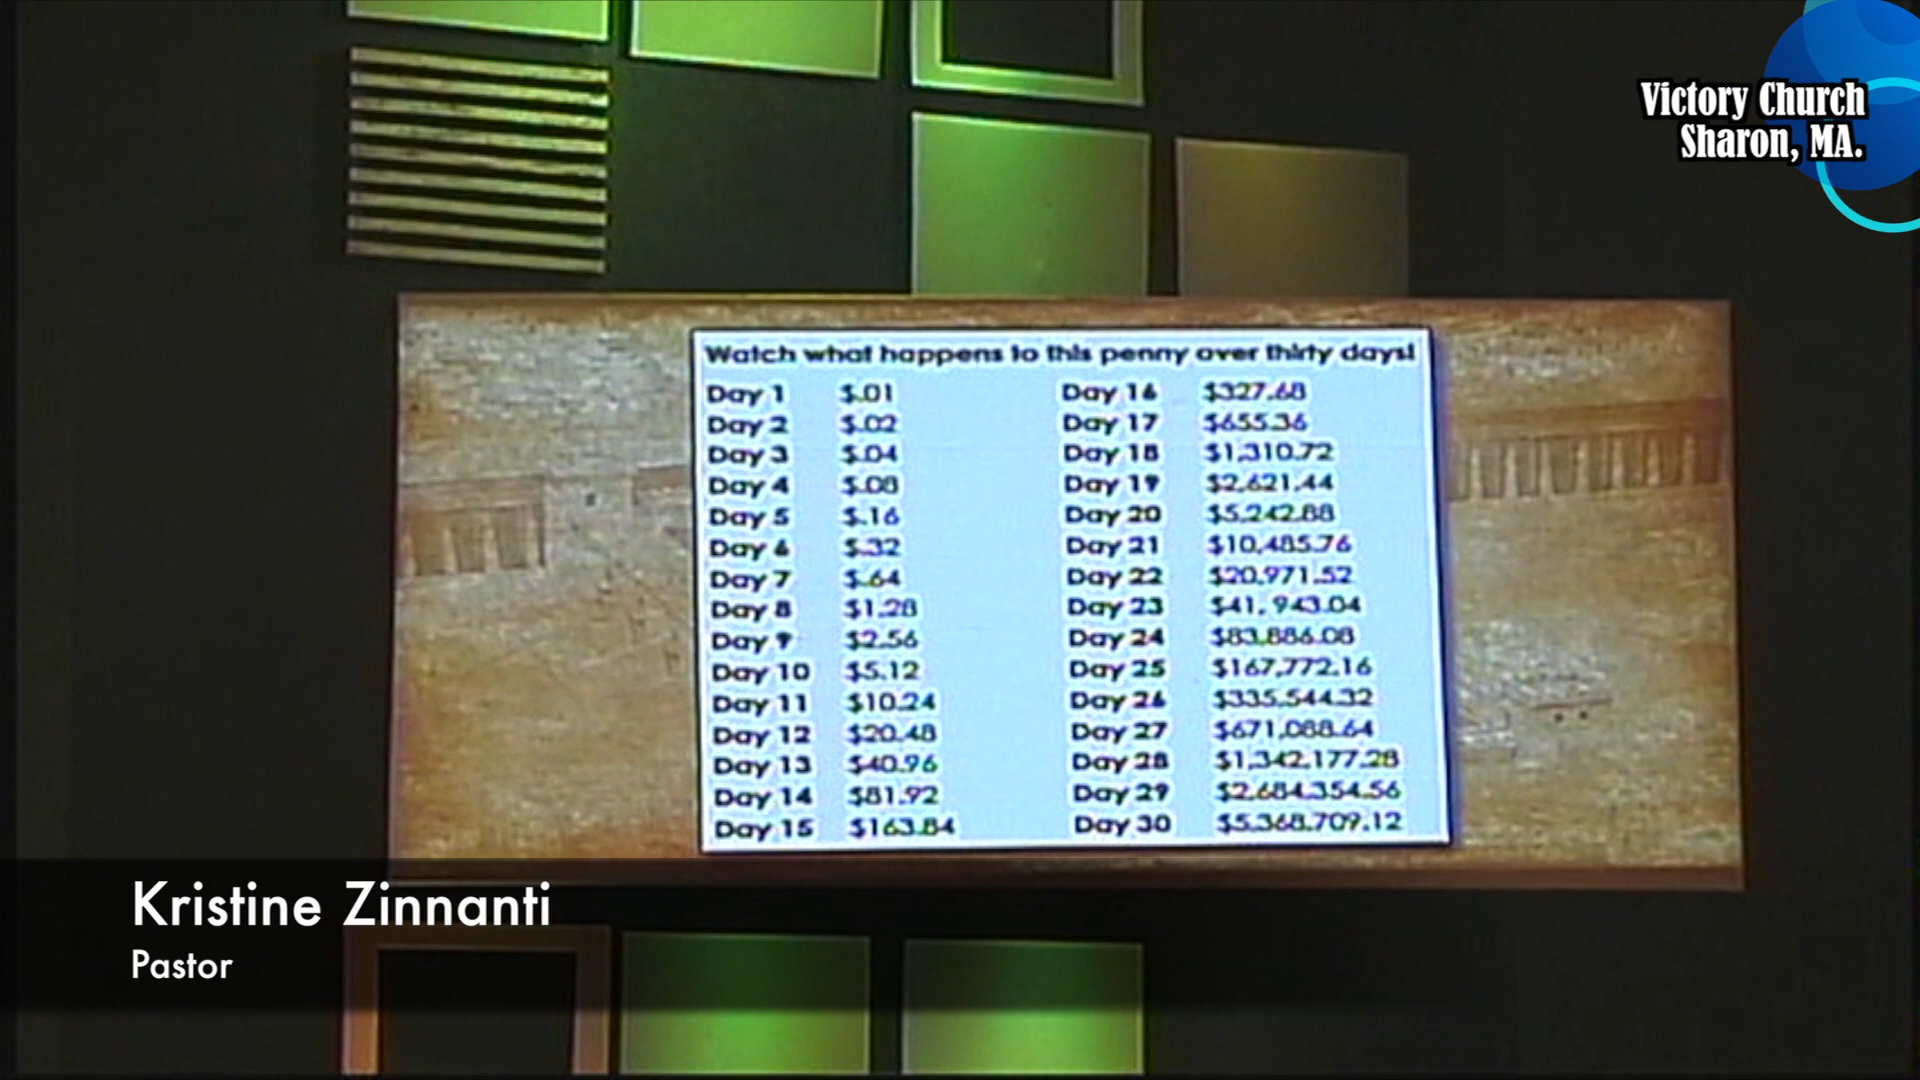 Victory Church
Sharon, MA.
Watch what happens to this penny over thirty days!
Day 1 $.01
Day 2 $.02
Day 3 $.04
Day 4 $.08
Day 5 $.16
Day 6 $.32
Day 7 $.64
Day 8 $1.28
Day 9 $2.56
Day 10 $5.12
Day 11 $10.24
Day 12 $20.48
Day 13 $40.96
Day 14 $81.92
Day 15 $163.84
Day 16 $327.68
Day 17 $655.36
Day 18 $1,310.72
Day 19 $2,621.44
Day 20 $5,242.88
Day 21 $10,485.76
Day 22 $20,971.52
Day 23 $41, 943.04
Day 24 $83,886.08
Day 25 $167,772.16
Day 26 $335,544.32
Day 27 $671,088.64
Day 28 $1,342,177.28
Day 29 $2,684,354.56
Day 30 $5,368,709.12
Kristine Zinnanti
Pastor